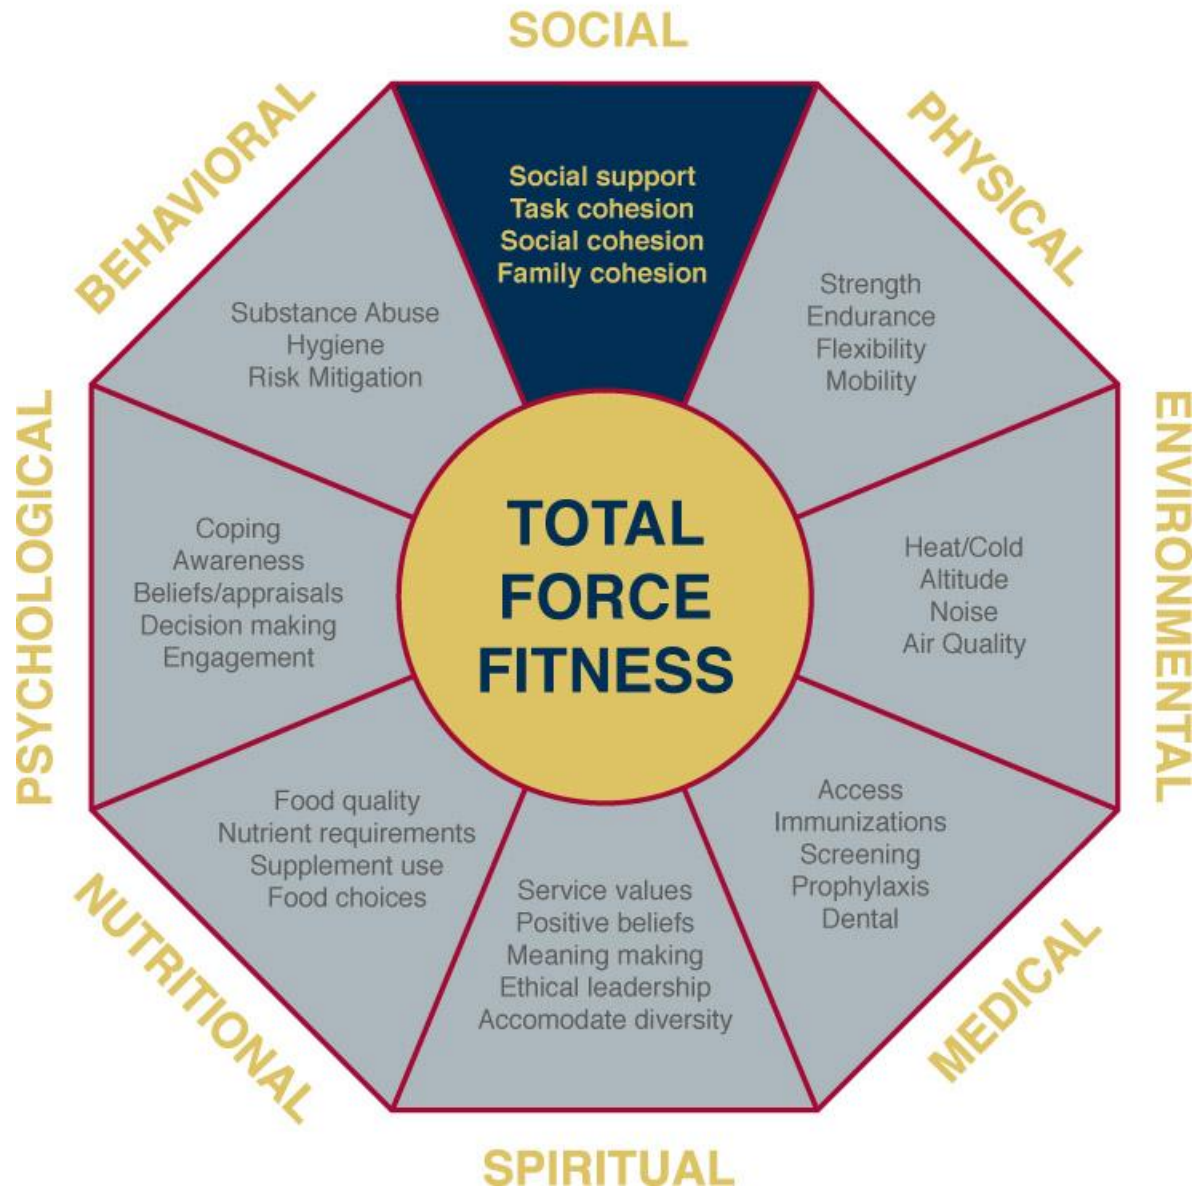 SOCIAL
Social support
Task cohesion
Social cohesion
Family cohesion
PHYSICAL
Strength
Endurance
Flexibility
Mobility
ENVIRONMENTAL
Heat/Cold
Altitude
Noise
Air Quality
MEDICAL
Access
Immunizations
Screening
Prophylaxis
Dental
SPIRITUAL
Service values
Positive beliefs
Meaning making
Ethical leadership
Accomodate diversity
NUTRITIONAL
Food quality
Nutrient requirements
Supplement use
Food choices
PSYCHOLOGICAL
Coping
Awareness
Beliefs/appraisals
Decision making
Engagement
BEHAVIORAL
Substance Abuse
Hygiene
Risk Mitigation
TOTAL
FORCE
FITNESS